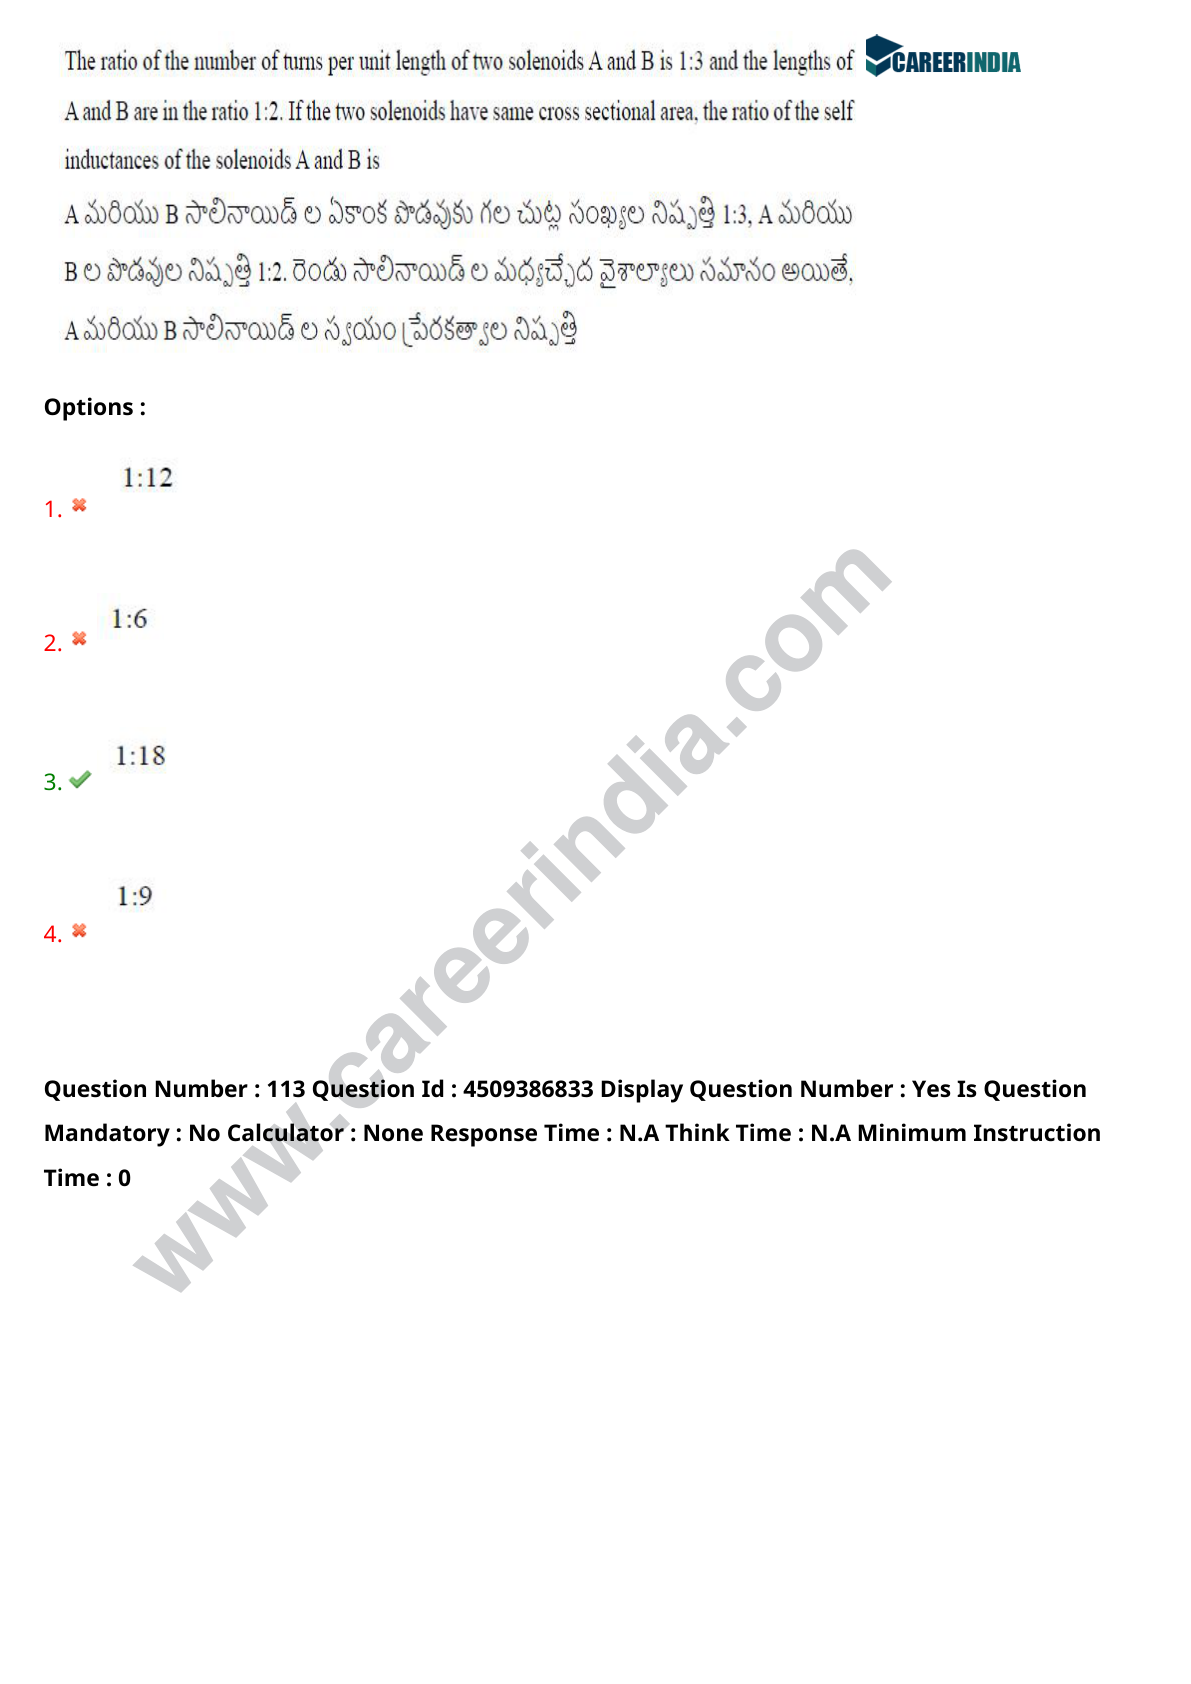 The ratio of the number of turns per unit length of two solenoids A and B is 1:3 and the lengths of
CAREERINDIA
A and B are in the ratio 1:2. If the two solenoids have same cross sectional area, the ratio of the self
inductances of the solenoids A and B is
A మరియు B సాలినాయిడ్ ల ఏకాంక పొడవుకు గల చుట్ల సంఖ్యల నిష్పత్తి 1:3, A మరియు
B ల పొడవుల నిష్పత్తి 1:2. రెండు సాలినాయిడ్ ల మధ్యచ్ఛేద వైశాల్యాలు సమానం అయితే,
A మరియు B సాలినాయిడ్ ల స్వయం ప్రేరకత్వాల నిష్పత్తి
Options :
1:12
1.
1:6
2.
1:18
3.
1:9
4.
www.careerindia.com
Question Number : 113 Question Id : 4509386833 Display Question Number : Yes Is Question
Mandatory : No Calculator : None Response Time : N.A Think Time : N.A Minimum Instruction
Time : 0